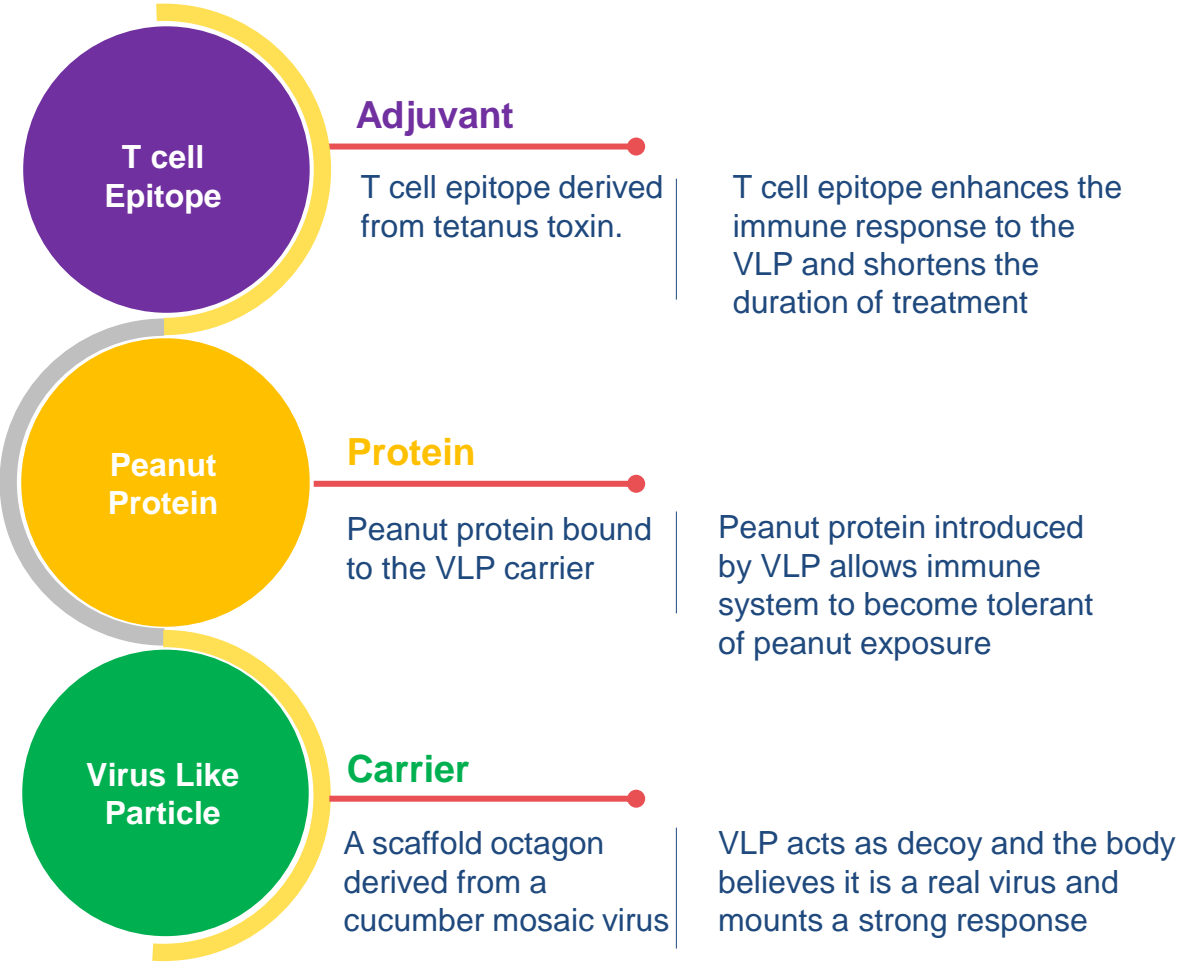 T cell
Epitope
Adjuvant
T cell epitope derived
from tetanus toxin.
T cell epitope enhances the
immune response to the
VLP and shortens the
duration of treatment
Peanut
Protein
Protein
Peanut protein bound
to the VLP carrier
Peanut protein introduced
by VLP allows immune
system to become tolerant
of peanut exposure
Virus Like
Particle
Carrier
A scaffold octagon
derived from a
cucumber mosaic virus
VLP acts as decoy and the body
believes it is a real virus and
mounts a strong response